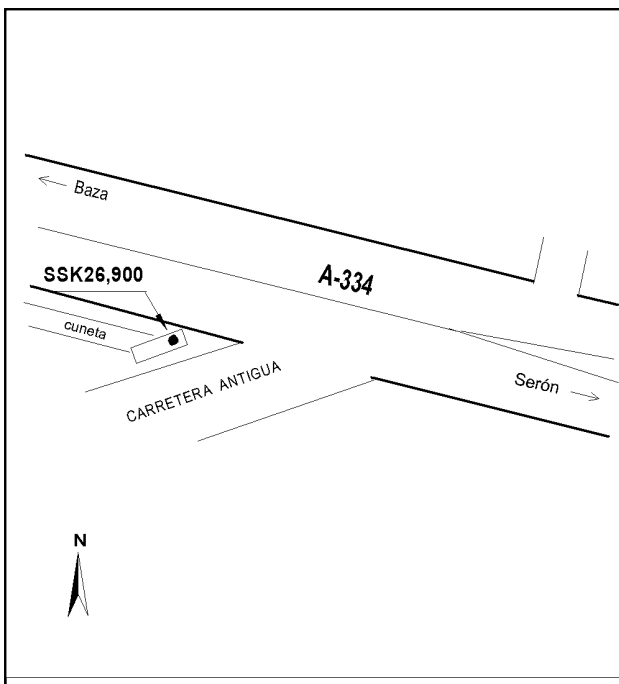 Baza
A-334
SSK26,900
cuneta
CARRETERA ANTIGUA
Serón
N